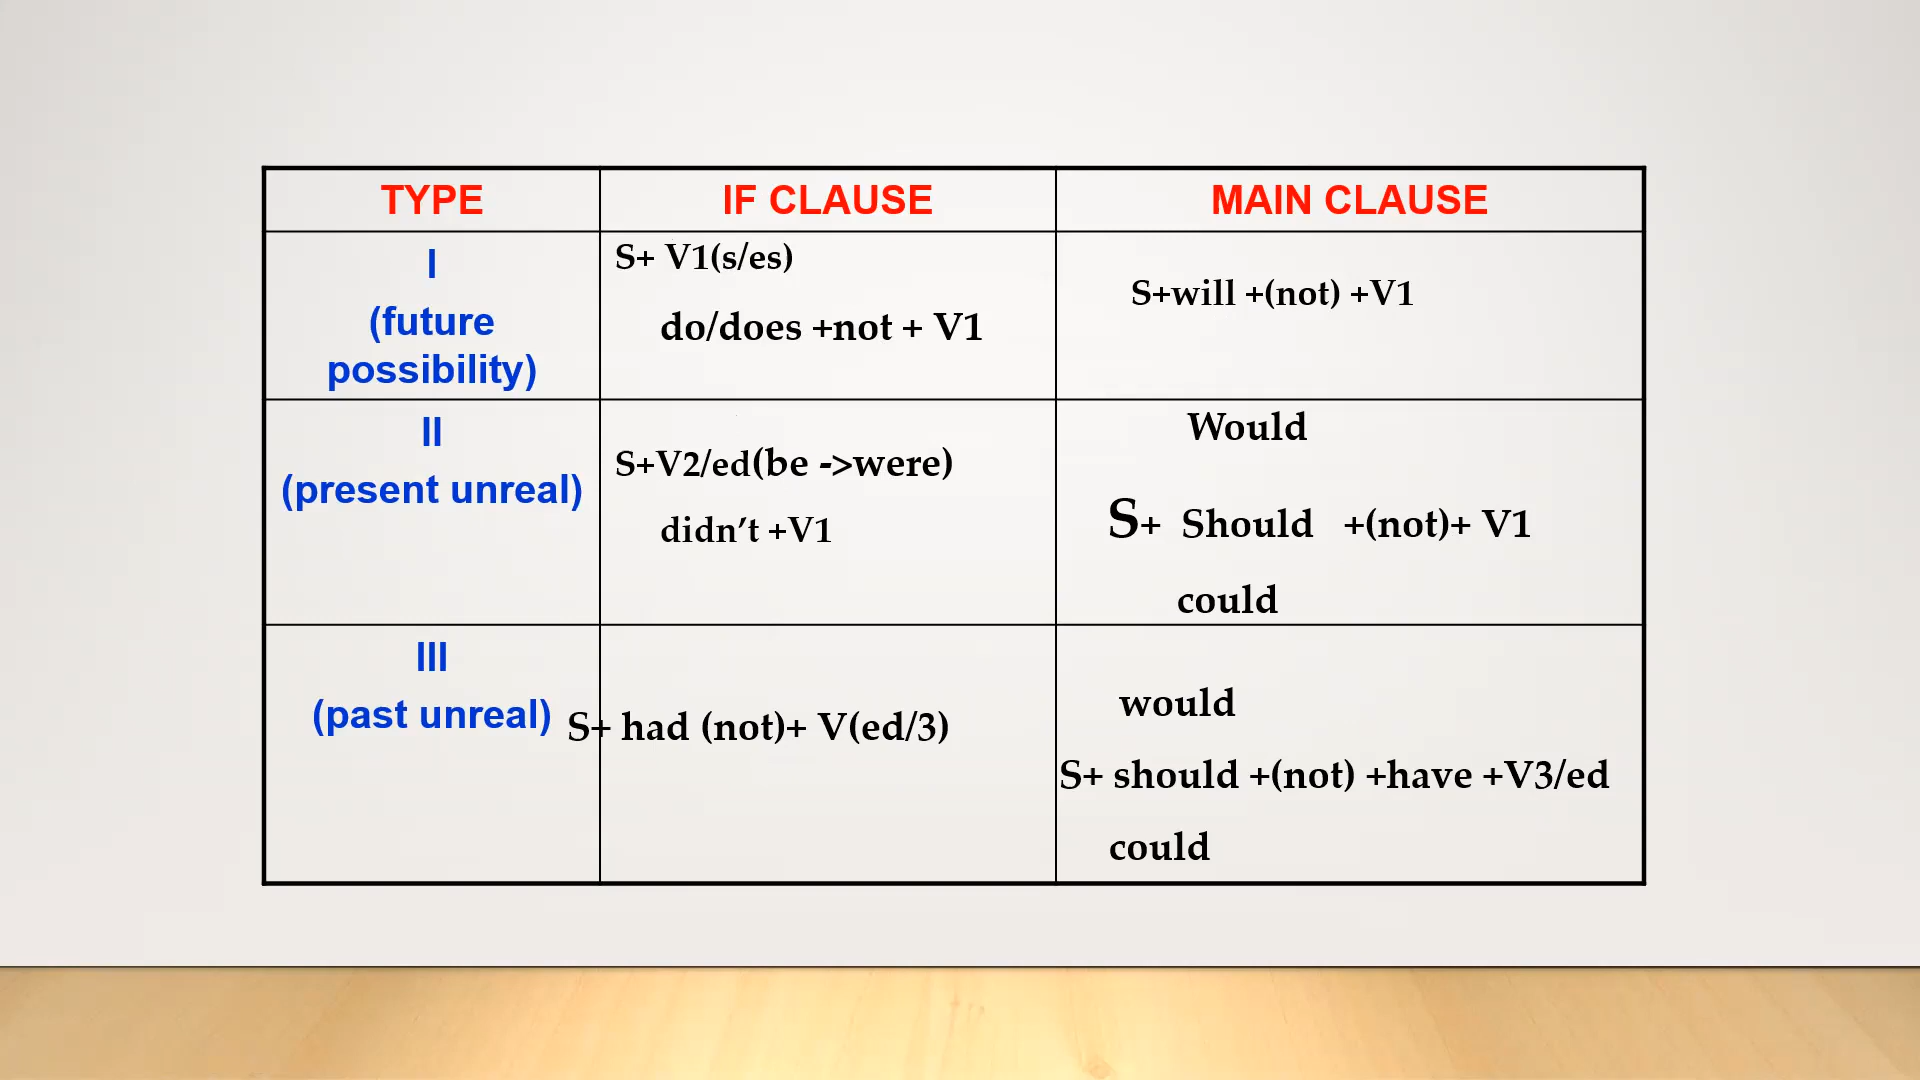 TYPE
IF CLAUSE
MAIN CLAUSE
I
(future
possibility)
S+ V1(s/es)
do/does +not + V1
S+will +(not) +V1
II
(present unreal)
S+V2/ed(be ->were)
didn’t +V1
Would
S+ Should +(not)+ V1
could
III
(past unreal)
S+ had (not)+ V(ed/3)
would
S+ should +(not) +have +V3/ed
could